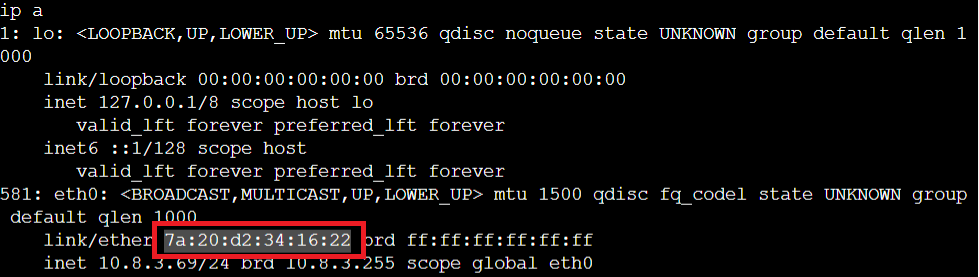 ip a
1: lo: <LOOPBACK,UP,LOWER_UP> mtu 65536 qdisc noqueue state UNKNOWN group default qlen 1
000
link/loopback 00:00:00:00:00:00 brd 00:00:00:00:00:00
inet 127.0.0.1/8 scope host lo
valid_lft forever preferred_lft forever
inet6 ::1/128 scope host
valid_lft forever preferred_lft forever
581: eth0: <BROADCAST,MULTICAST,UP,LOWER_UP> mtu 1500 qdisc fq_codel state UNKNOWN group
default qlen 1000
link/ether 7a:20:d2:34:16:22 brd ff:ff:ff:ff:ff:ff
inet 10.8.3.69/24 brd 10.8.3.255 scope global eth0